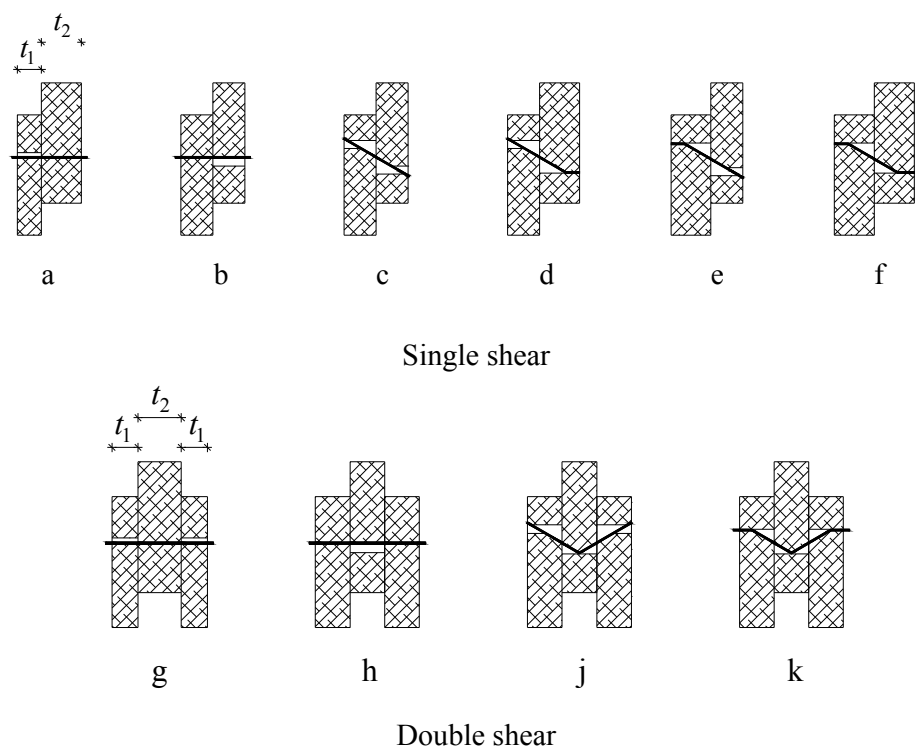 t₂
t₁
a b c d e f
Single shear
t₂
t₁ t₁
g h j k
Double shear